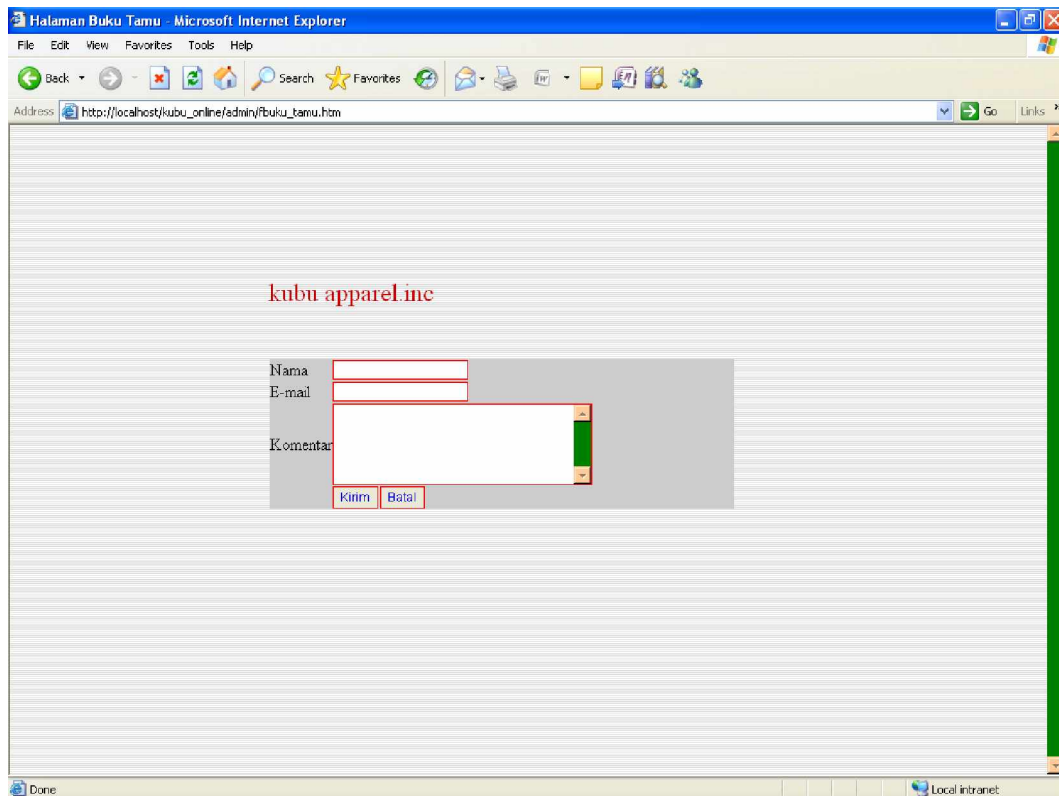 Halaman Buku Tamu - Microsoft Internet Explorer
File Edit View Favorites Tools Help
Back Search Favorites
Address http://localhost/kubu_online/admin/fbuku_tamu.htm Go Links »
kubu apparel.inc
Nama
E-mail
Komentar
Kirim Batal
Done Local intranet